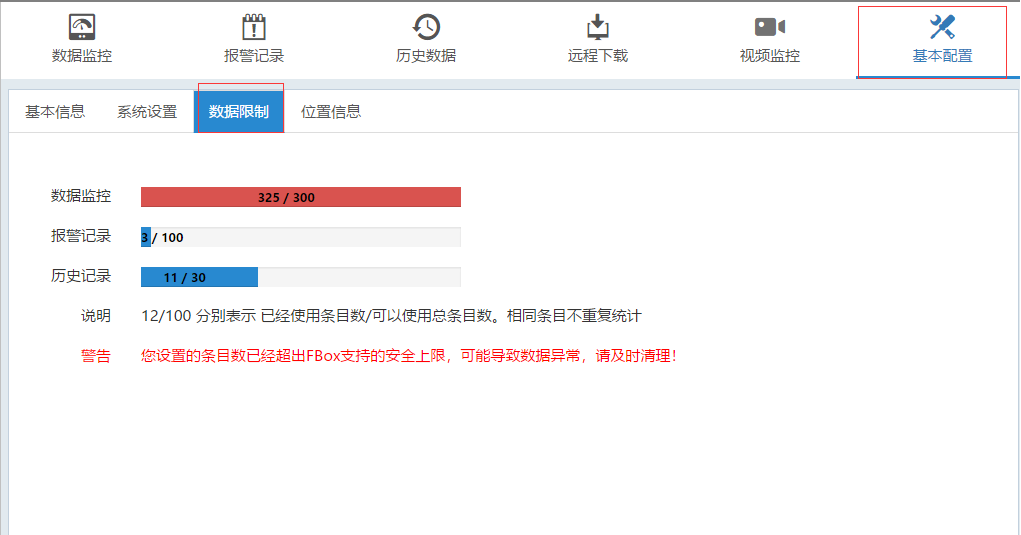 数据监控 报警记录 历史数据 远程下载 视频监控 基本配置
基本信息 系统设置 数据限制 位置信息
数据监控 325 / 300
报警记录 3 / 100
历史记录 11 / 30
说明 12/100 分别表示 已经使用条目数/可以使用总条目数。相同条目不重复统计
警告 您设置的条目数已经超出FBox支持的安全上限，可能导致数据异常，请及时清理！